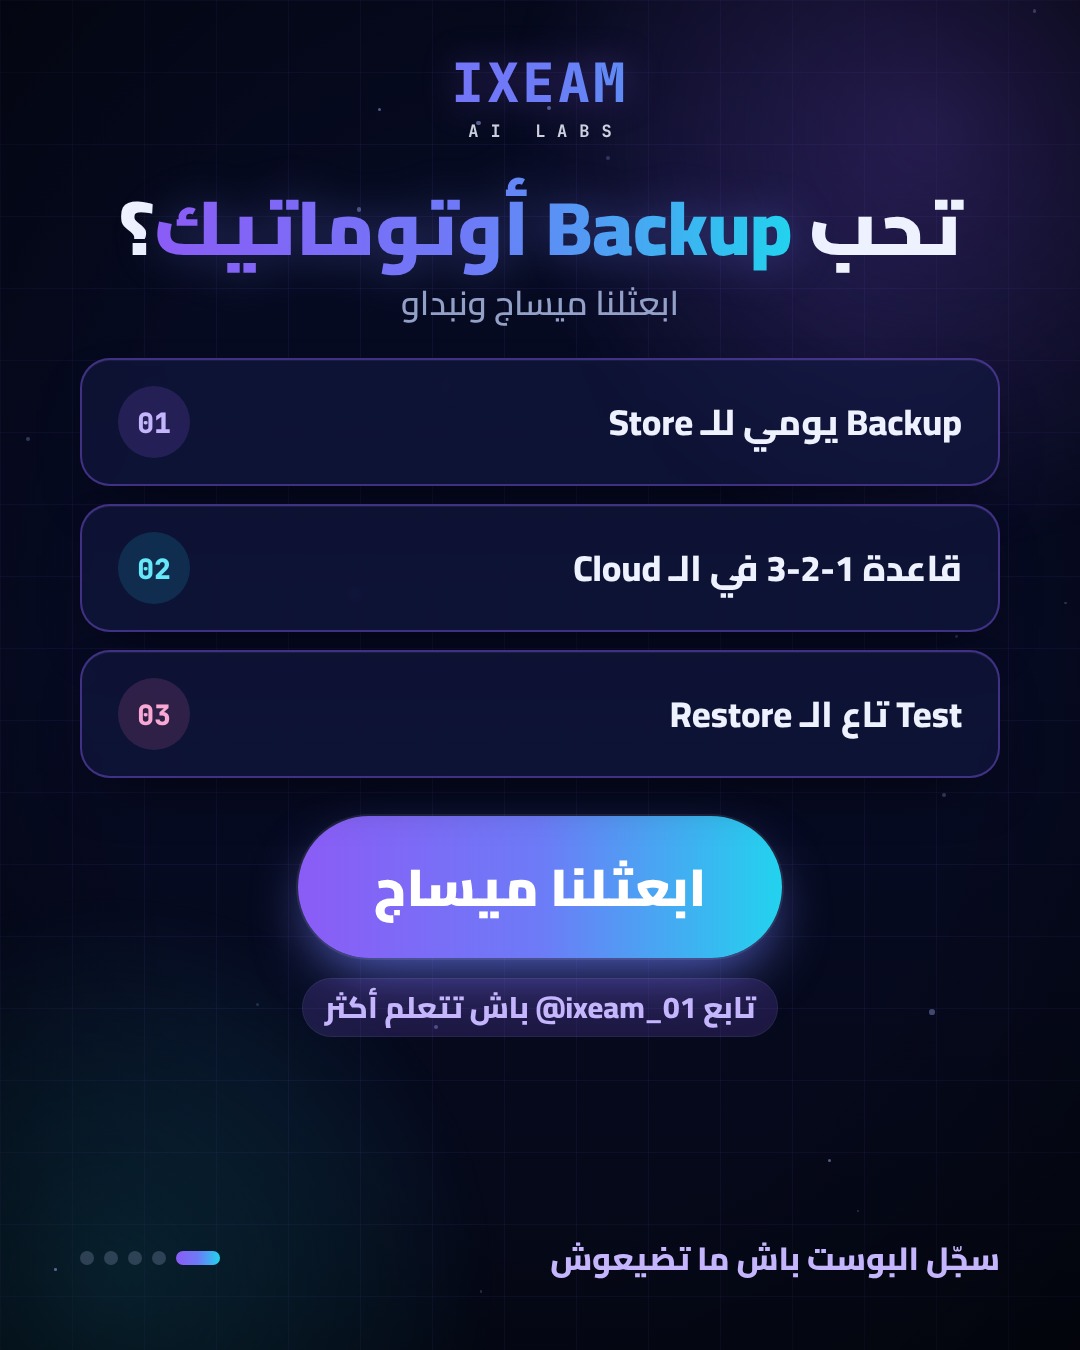 IXEAM
AI LABS
تحب Backup أوتوماتيك؟
ابعثلنا ميساج ونبداو
Backup يومي للـ Store
01
قاعدة 3-2-1 في الـ Cloud
02
Test تاع الـ Restore
03
ابعثلنا ميساج
تابع @ixeam_01 باش تتعلم أكثر
سجّل البوست باش ما تضيعوش